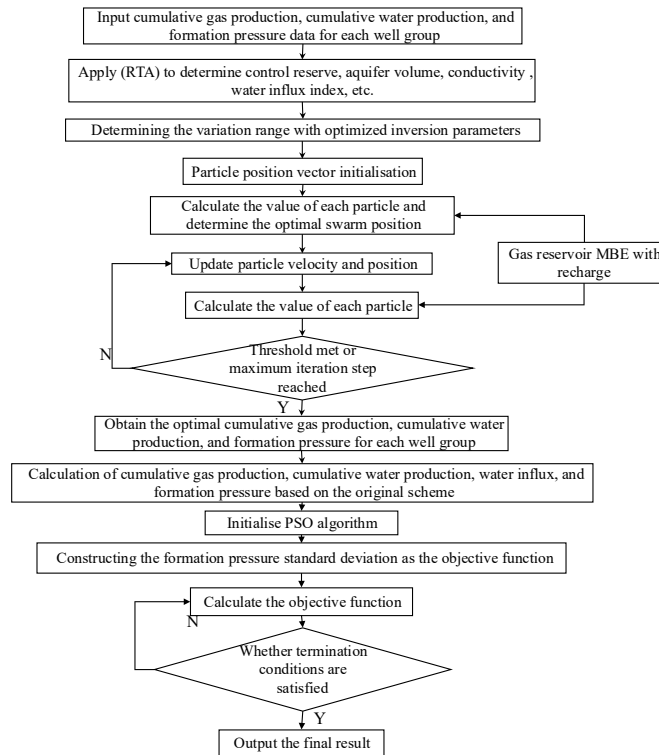 Input cumulative gas production, cumulative water production, and
formation pressure data for each well group
Apply (RTA) to determine control reserve, aquifer volume, conductivity ,
water influx index, etc.
Determining the variation range with optimized inversion parameters
Particle position vector initialisation
Calculate the value of each particle and
determine the optimal swarm position
Gas reservoir MBE with
recharge
Update particle velocity and position
Calculate the value of each particle
N
Threshold met or
maximum iteration step
reached
Y
Obtain the optimal cumulative gas production, cumulative water
production, and formation pressure for each well group
Calculation of cumulative gas production, cumulative water production, water influx, and
formation pressure based on the original scheme
Initialise PSO algorithm
Constructing the formation pressure standard deviation as the objective function
Calculate the objective function
N
Whether termination
conditions are
satisfied
Y
Output the final result